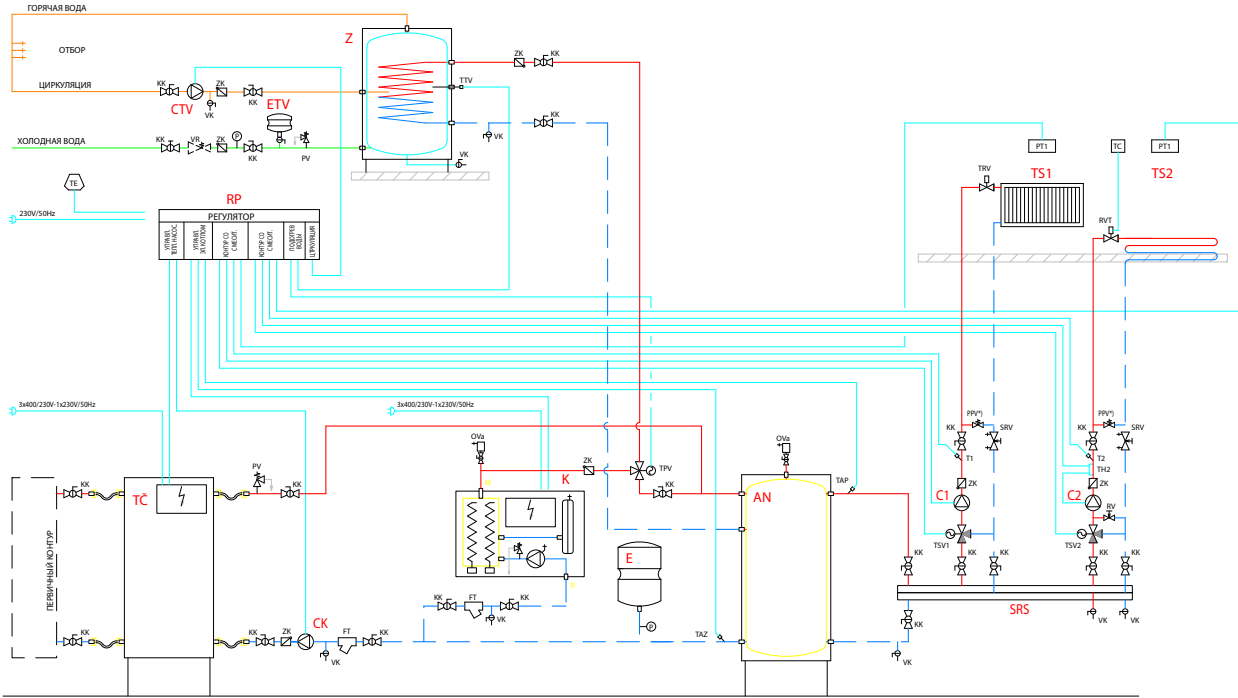 ГОРЯЧАЯ ВОДА
ОТБОР
ЦИРКУЛЯЦИЯ
KK
CTV
ZK
VK
KK
ETV
ХОЛОДНАЯ ВОДА
KK
VR
ZK
P
KK
PV
Z
TTV
VK
ZK
KK
KK
VK
TE
230V/50Hz
RP
РЕГУЛЯТОР
УПРАВЛ.
ТЕПЛ.НАСОС
УПРАВЛ.
ЭЛ.КОТЛОМ
КОНТУР СО
СМЕСИТ.
КОНТУР СО
СМЕСИТ.
ПОДОГРЕВ
ВОДЫ
ЦИРКУЛЯЦИЯ
PT1
TC
PT1
TS1
TS2
TRV
RVT
3x400/230V-1x230V/50Hz
3x400/230V-1x230V/50Hz
PPV*)
KK
SRV
T1
ZK
C1
TSV1
KK
KK
PPV*)
KK
SRV
T2
TH2
ZK
C2
RV
TSV2
KK
KK
OVa
ZK
K
TPV
KK
OVa
AN
TAP
ПЕРВИЧНЫЙ КОНТУР
KK
TČ
PV
KK
E
P
KK
FT
VK
KK
KK
KK
ZK
CK
VK
FT
KK
TAZ
KK
KK
VK
SRS
VK
VK